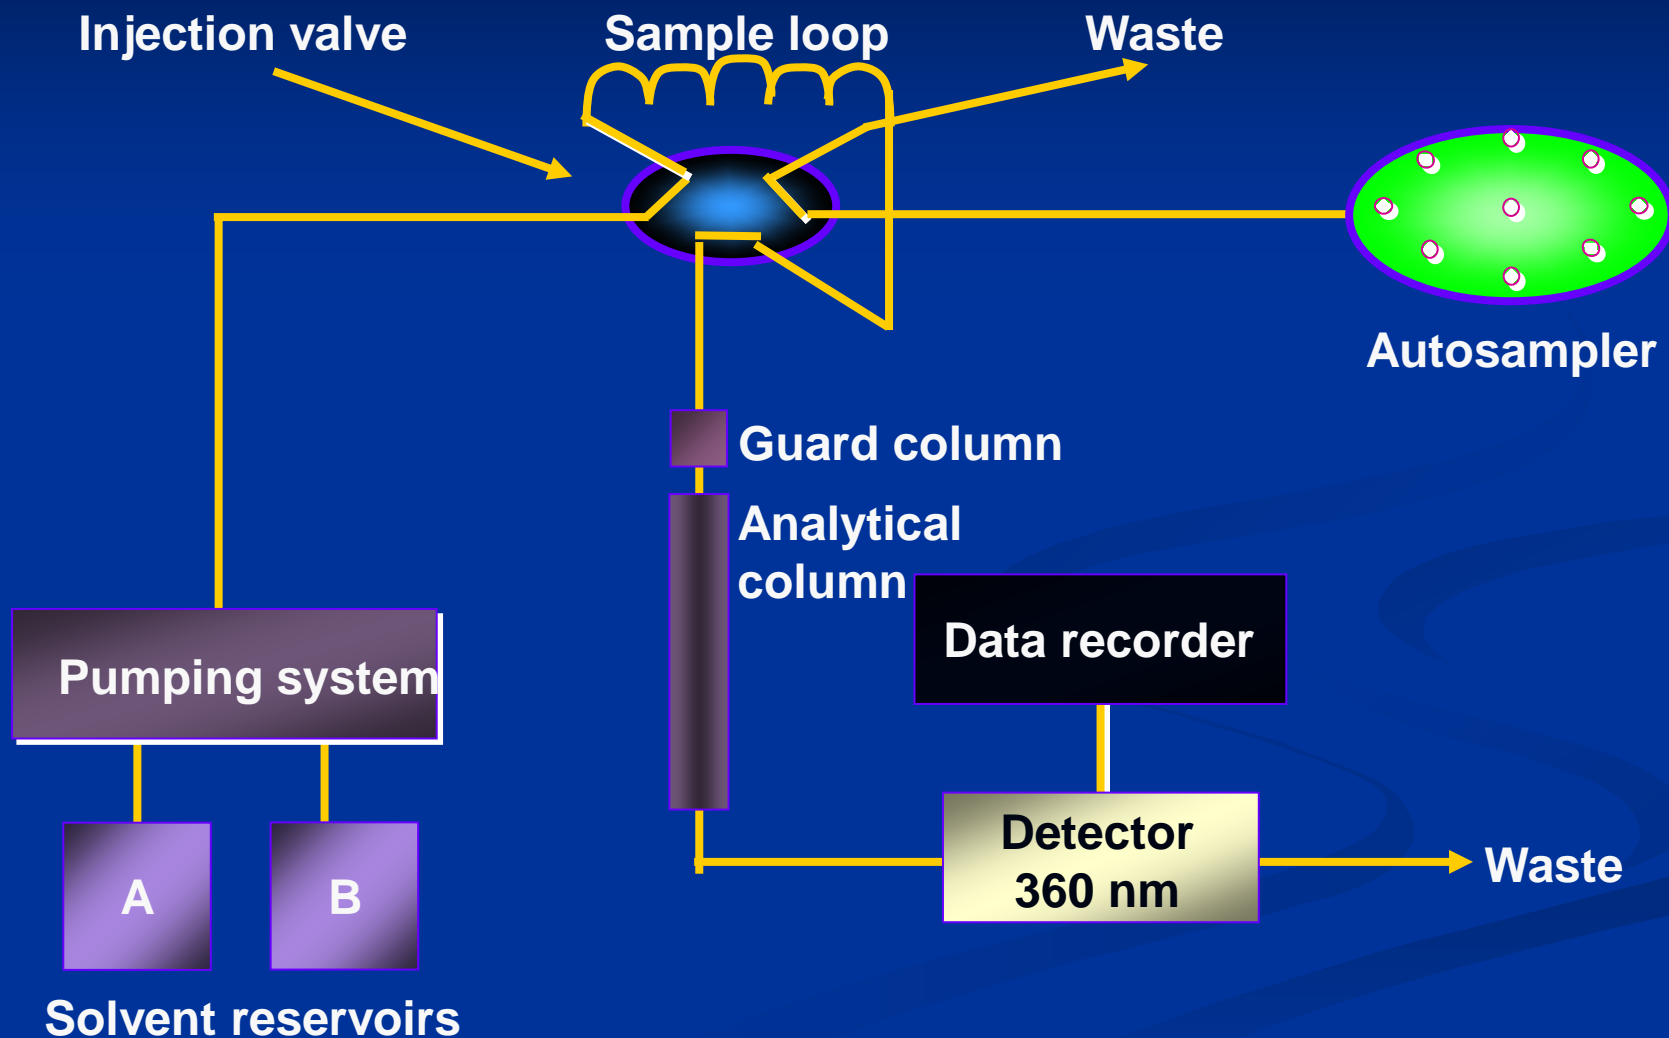 Injection valve
Sample loop
Waste
Autosampler
Guard column
Analytical
column
Data recorder
Pumping system
Detector
360 nm
Waste
A
B
Solvent reservoirs